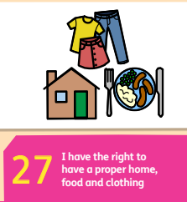 27
I have the right to
have a proper home,
food and clothing